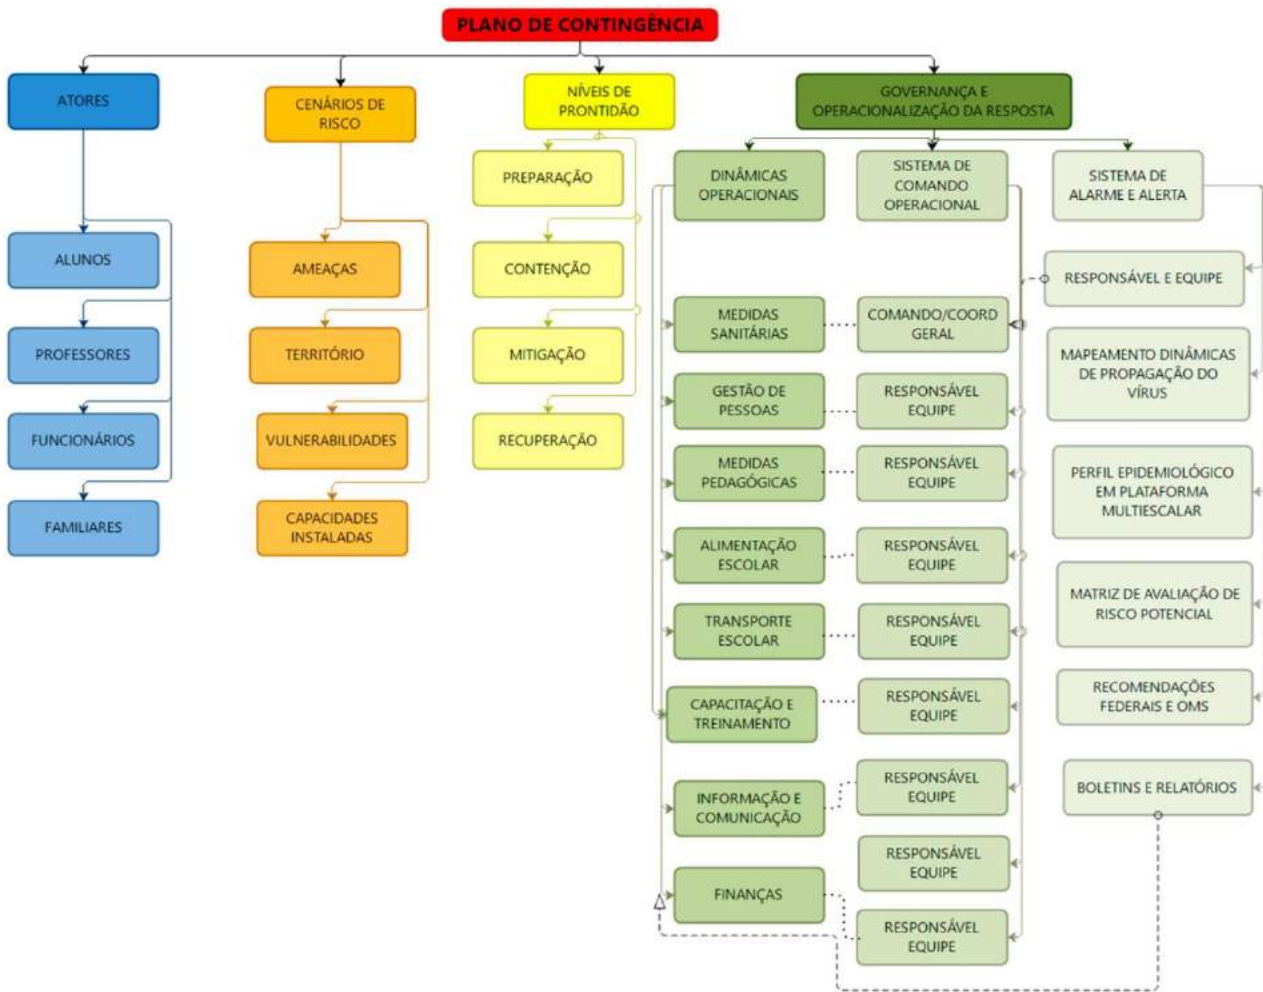 PLANO DE CONTINGÊNCIA
ATORES
ALUNOS
PROFESSORES
FUNCIONÁRIOS
FAMILIARES
CENÁRIOS DE
RISCO
AMEAÇAS
TERRITÓRIO
VULNERABILIDADES
CAPACIDADES
INSTALADAS
NÍVEIS DE
PRONTIDÃO
PREPARAÇÃO
CONTENÇÃO
MITIGAÇÃO
RECUPERAÇÃO
GOVERNANÇA E
OPERACIONALIZAÇÃO DA RESPOSTA
DINÂMICAS
OPERACIONAIS
MEDIDAS
SANITÁRIAS
GESTÃO DE
PESSOAS
MEDIDAS
PEDAGÓGICAS
ALIMENTAÇÃO
ESCOLAR
TRANSPORTE
ESCOLAR
CAPACITAÇÃO E
TREINAMENTO
INFORMAÇÃO E
COMUNICAÇÃO
FINANÇAS
SISTEMA DE
COMANDO
OPERACIONAL
COMANDO/COORD
GERAL
RESPONSÁVEL
EQUIPE
RESPONSÁVEL
EQUIPE
RESPONSÁVEL
EQUIPE
RESPONSÁVEL
EQUIPE
RESPONSÁVEL
EQUIPE
RESPONSÁVEL
EQUIPE
RESPONSÁVEL
EQUIPE
RESPONSÁVEL
EQUIPE
SISTEMA DE
ALARME E ALERTA
RESPONSÁVEL E EQUIPE
MAPEAMENTO DINÂMICAS
DE PROPAGAÇÃO DO
VÍRUS
PERFIL EPIDEMIOLÓGICO
EM PLATAFORMA
MULTIESCALAR
MATRIZ DE AVALIAÇÃO DE
RISCO POTENCIAL
RECOMENDAÇÕES
FEDERAIS E OMS
BOLETINS E RELATÓRIOS